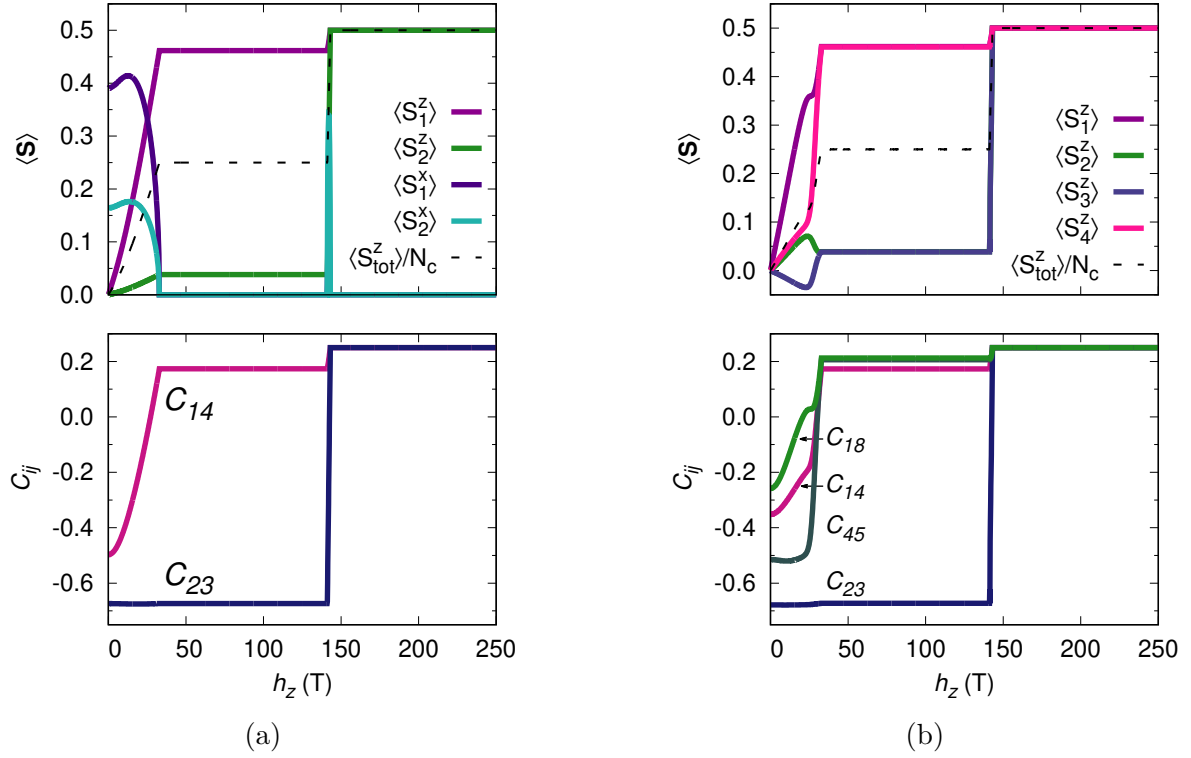 0.5
0.4
0.3
0.2
0.1
0.0
⟨S⟩
⟨S₁ᶻ⟩
⟨S₂ᶻ⟩
⟨S₁ˣ⟩
⟨S₂ˣ⟩
⟨Sᶻtot⟩/Nc
0.2
0.0
-0.2
-0.4
-0.6
Cij
C14
C23
0 50 100 150 200 250
hz (T)
(a)
0.5
0.4
0.3
0.2
0.1
0.0
⟨S⟩
⟨S₁ᶻ⟩
⟨S₂ᶻ⟩
⟨S₃ᶻ⟩
⟨S₄ᶻ⟩
⟨Sᶻtot⟩/Nc
0.2
0.0
-0.2
-0.4
-0.6
Cij
C18
C14
C45
C23
0 50 100 150 200 250
hz (T)
(b)